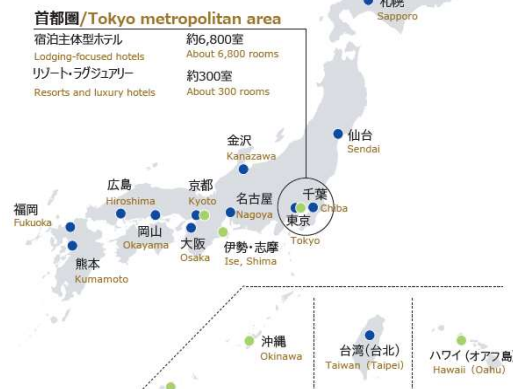 札幌
Sapporo
首都圏/Tokyo metropolitan area
宿泊主体型ホテル 約6,800室
Lodging-focused hotels About 6,800 rooms
リゾート・ラグジュアリー 約300室
Resorts and luxury hotels About 300 rooms
仙台
Sendai
金沢
Kanazawa
広島
Hiroshima
京都
Kyoto
名古屋
Nagoya
千葉
Chiba
東京
Tokyo
福岡
Fukuoka
岡山
Okayama
大阪
Osaka
伊勢・志摩
Ise, Shima
熊本
Kumamoto
沖縄
Okinawa
台湾(台北)
Taiwan (Taipei)
ハワイ(オアフ島
Hawaii (Oahu)